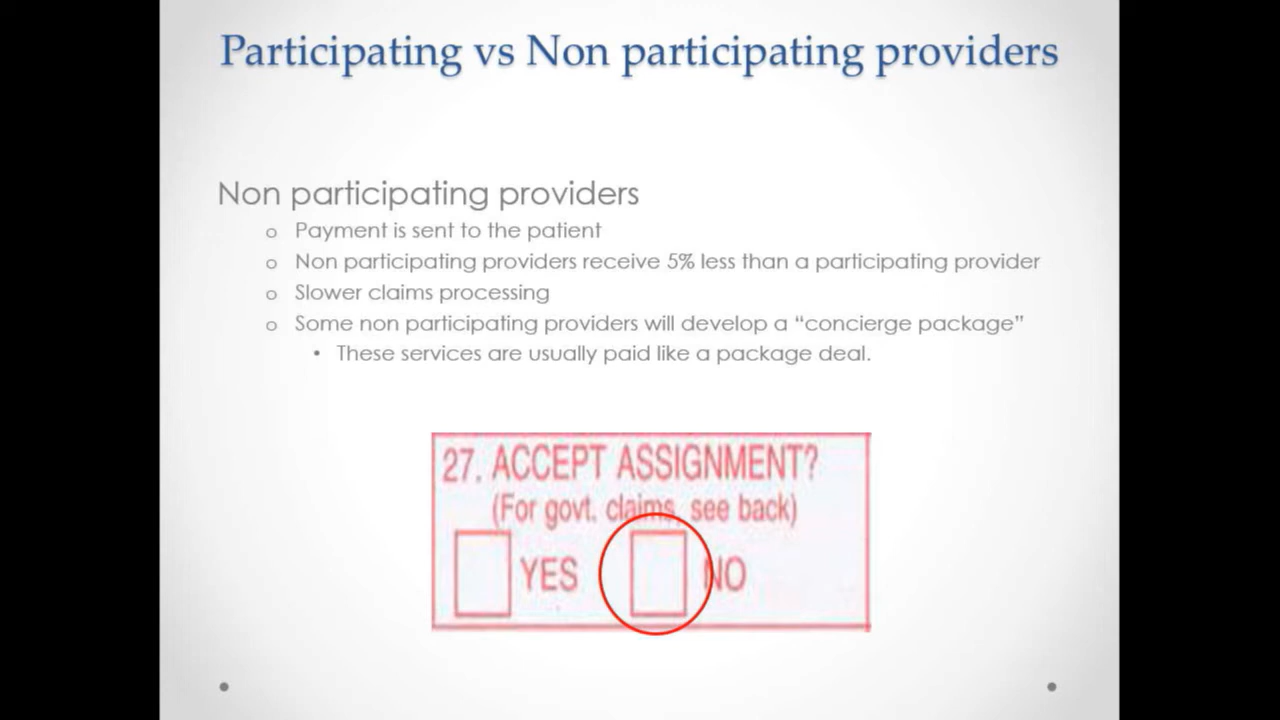 Participating vs Non participating providers
Non participating providers
o Payment is sent to the patient
o Non participating providers receive 5% less than a participating provider
o Slower claims processing
o Some non participating providers will develop a “concierge package”
• These services are usually paid like a package deal.
27. ACCEPT ASSIGNMENT?
(For govt. claims, see back)
YES NO